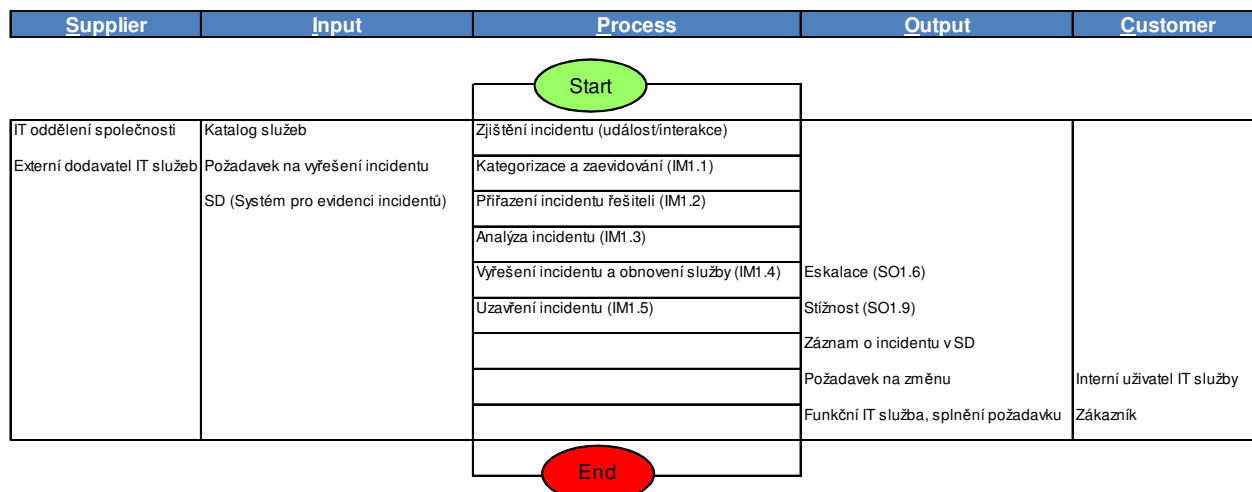 Supplier Input Process Output Customer
Start
IT oddělení společnosti Katalog služeb Zjištění incidentu (událost/interakce)
Externí dodavatel IT služeb Požadavek na vyřešení incidentu Kategorizace a zaevidování (IM1.1)
SD (Systém pro evidenci incidentů) Přiřazení incidentu řešiteli (IM1.2)
Analýza incidentu (IM1.3)
Vyřešení incidentu a obnovení služby (IM1.4) Eskalace (SO1.6)
Uzavření incidentu (IM1.5) Stížnost (SO1.9)
Záznam o incidentu v SD
Požadavek na změnu Interní uživatel IT služby
Funkční IT služba, splnění požadavku Zákazník
End